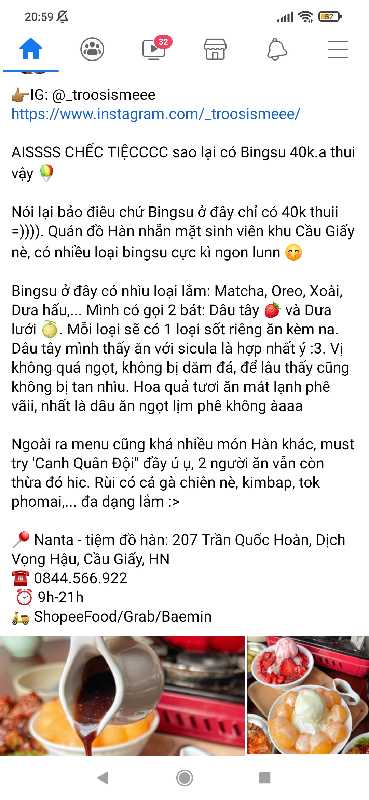 20:59
62
32
IG: @_troosismeee
https://www.instagram.com/_troosismeee/
AISSSS CHẾC TIỆCCCC sao lại có Bingsu 40k.a thui
vậy
Nói lại bảo điêu chứ Bingsu ở đây chỉ có 40k thuii
=)))). Quán đồ Hàn nhẵn mặt sinh viên khu Cầu Giấy
nè, có nhiều loại bingsu cực kì ngon lunn
Bingsu ở đây có nhìu loại lắm: Matcha, Oreo, Xoài,
Dưa hấu,... Mình có gọi 2 bát: Dâu tây và Dưa
lưới . Mỗi loại sẽ có 1 loại sốt riêng ăn kèm na.
Dâu tây mình thấy ăn với sicula là hợp nhất ý :3. Vị
không quá ngọt, không bị dăm đá, để lâu thấy cũng
không bị tan nhìu. Hoa quả tươi ăn mát lạnh phê
vãii, nhất là dâu ăn ngọt lịm phê không àaaa
Ngoài ra menu cũng khá nhiều món Hàn khác, must
try 'Canh Quân Đội" đầy ú ụ, 2 người ăn vẫn còn
thừa đó hic. Rùi có cả gà chiên nè, kimbap, tok
phomai,... đa dạng lắm :>
Nanta - tiệm đồ hàn: 207 Trần Quốc Hoàn, Dịch
Vọng Hậu, Cầu Giấy, HN
0844.566.922
9h-21h
ShopeeFood/Grab/Baemin